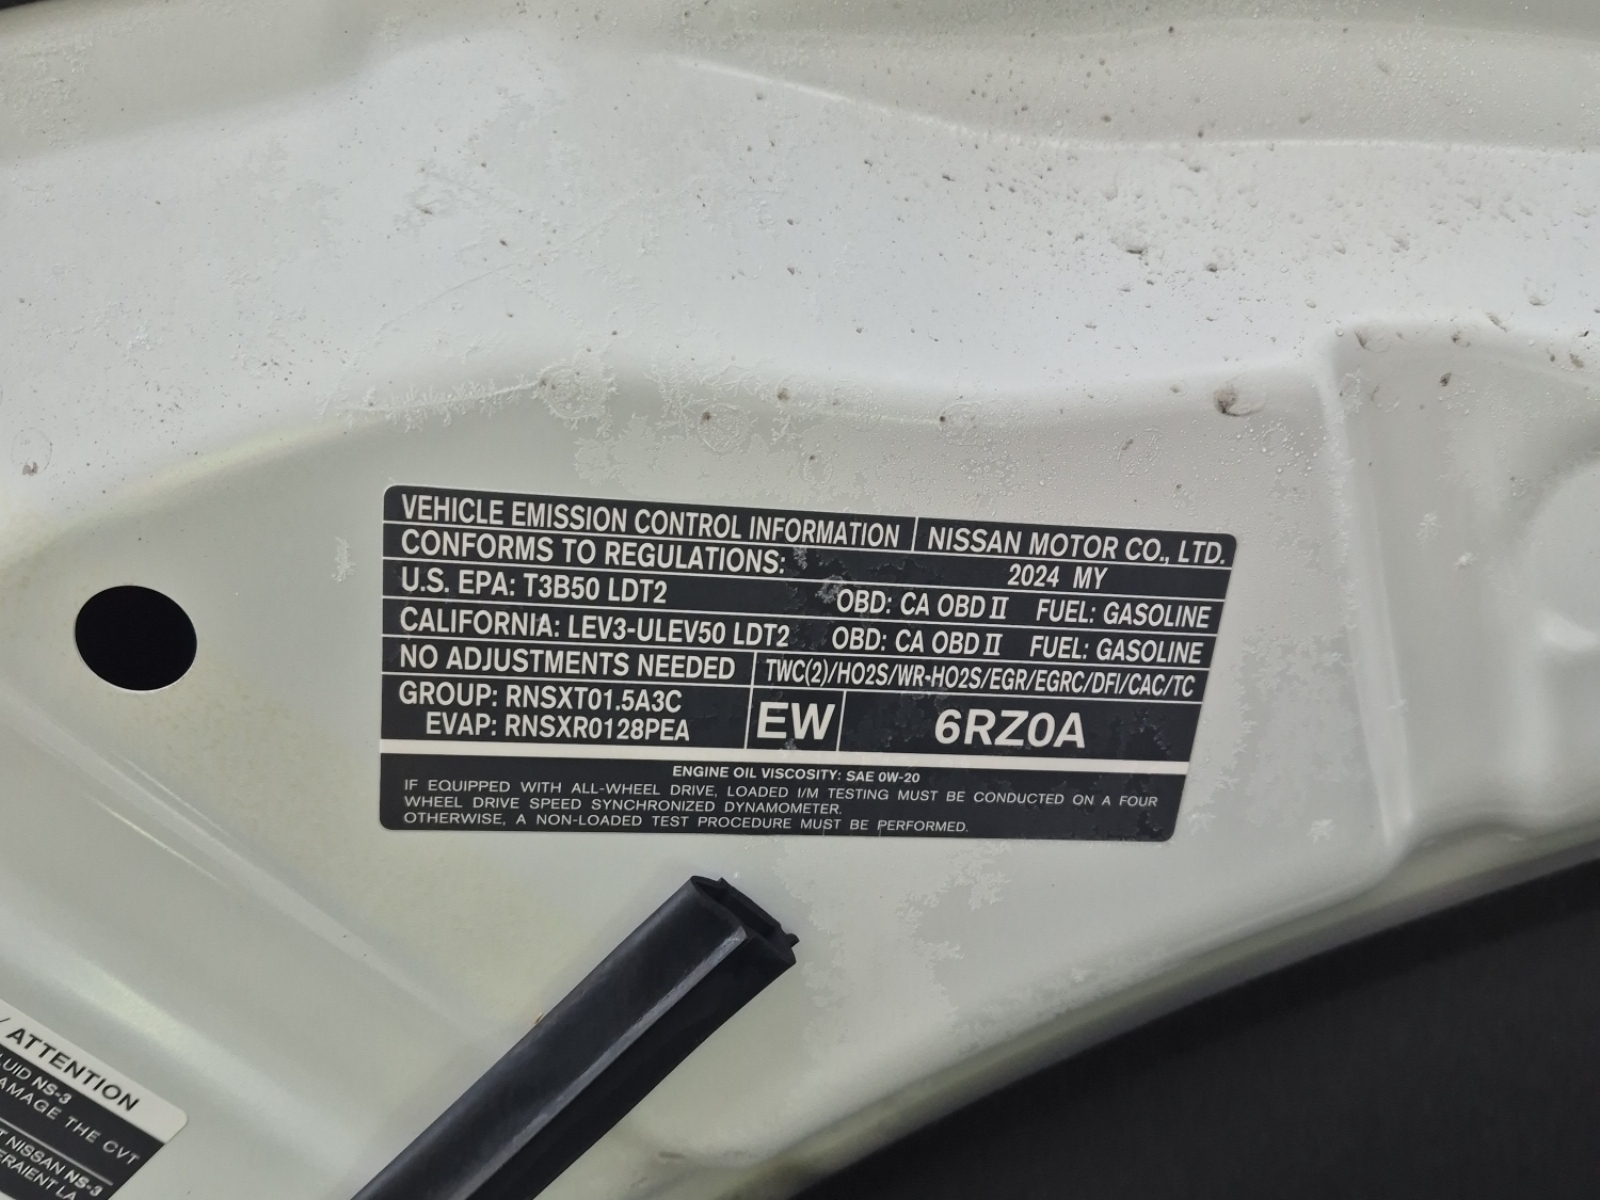 VEHICLE EMISSION CONTROL INFORMATION NISSAN MOTOR CO., LTD.
CONFORMS TO REGULATIONS: 2024 MY
U.S. EPA: T3B50 LDT2 OBD: CA OBD II FUEL: GASOLINE
CALIFORNIA: LEV3-ULEV50 LDT2 OBD: CA OBD II FUEL: GASOLINE
NO ADJUSTMENTS NEEDED TWC(2)/HO2S/WR-HO2S/EGR/EGRC/DFI/CAC/TC
GROUP: RNSXT01.5A3C
EVAP: RNSXR0128PEA
EW 6RZ0A
ENGINE OIL VISCOSITY: SAE 0W-20
IF EQUIPPED WITH ALL-WHEEL DRIVE, LOADED I/M TESTING MUST BE CONDUCTED ON A FOUR
WHEEL DRIVE SPEED SYNCHRONIZED DYNAMOMETER.
OTHERWISE, A NON-LOADED TEST PROCEDURE MUST BE PERFORMED.
/ ATTENTION
NS-3
THE CVT
NISSAN NS-3
LA